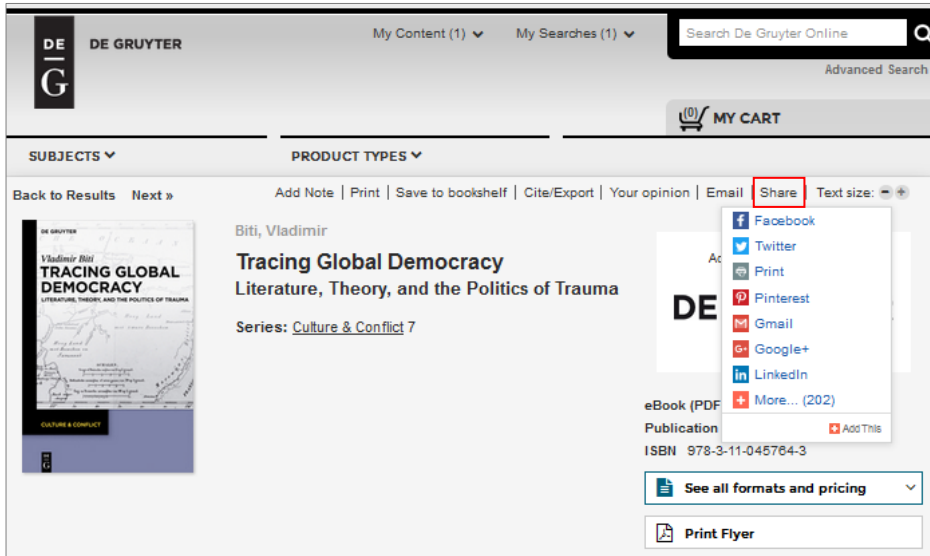 DE
G
DE GRUYTER
My Content (1)
My Searches (1)
Search De Gruyter Online
Advanced Search
(0) MY CART
SUBJECTS
PRODUCT TYPES
Back to Results Next »
Add Note | Print | Save to bookshelf | Cite/Export | Your opinion | Email | Share | Text size: - +
DE GRUYTER
Vladimir Biti
TRACING GLOBAL
DEMOCRACY
LITERATURE, THEORY, AND THE POLITICS OF TRAUMA
CULTURE & CONFLICT
DE
G
Biti, Vladimir
Tracing Global Democracy
Literature, Theory, and the Politics of Trauma
Series: Culture & Conflict 7
DE
Facebook
Twitter
Print
Pinterest
Gmail
Google+
LinkedIn
More... (202)
AddThis
eBook (PDF
Publication
ISBN 978-3-11-045764-3
See all formats and pricing
Print Flyer